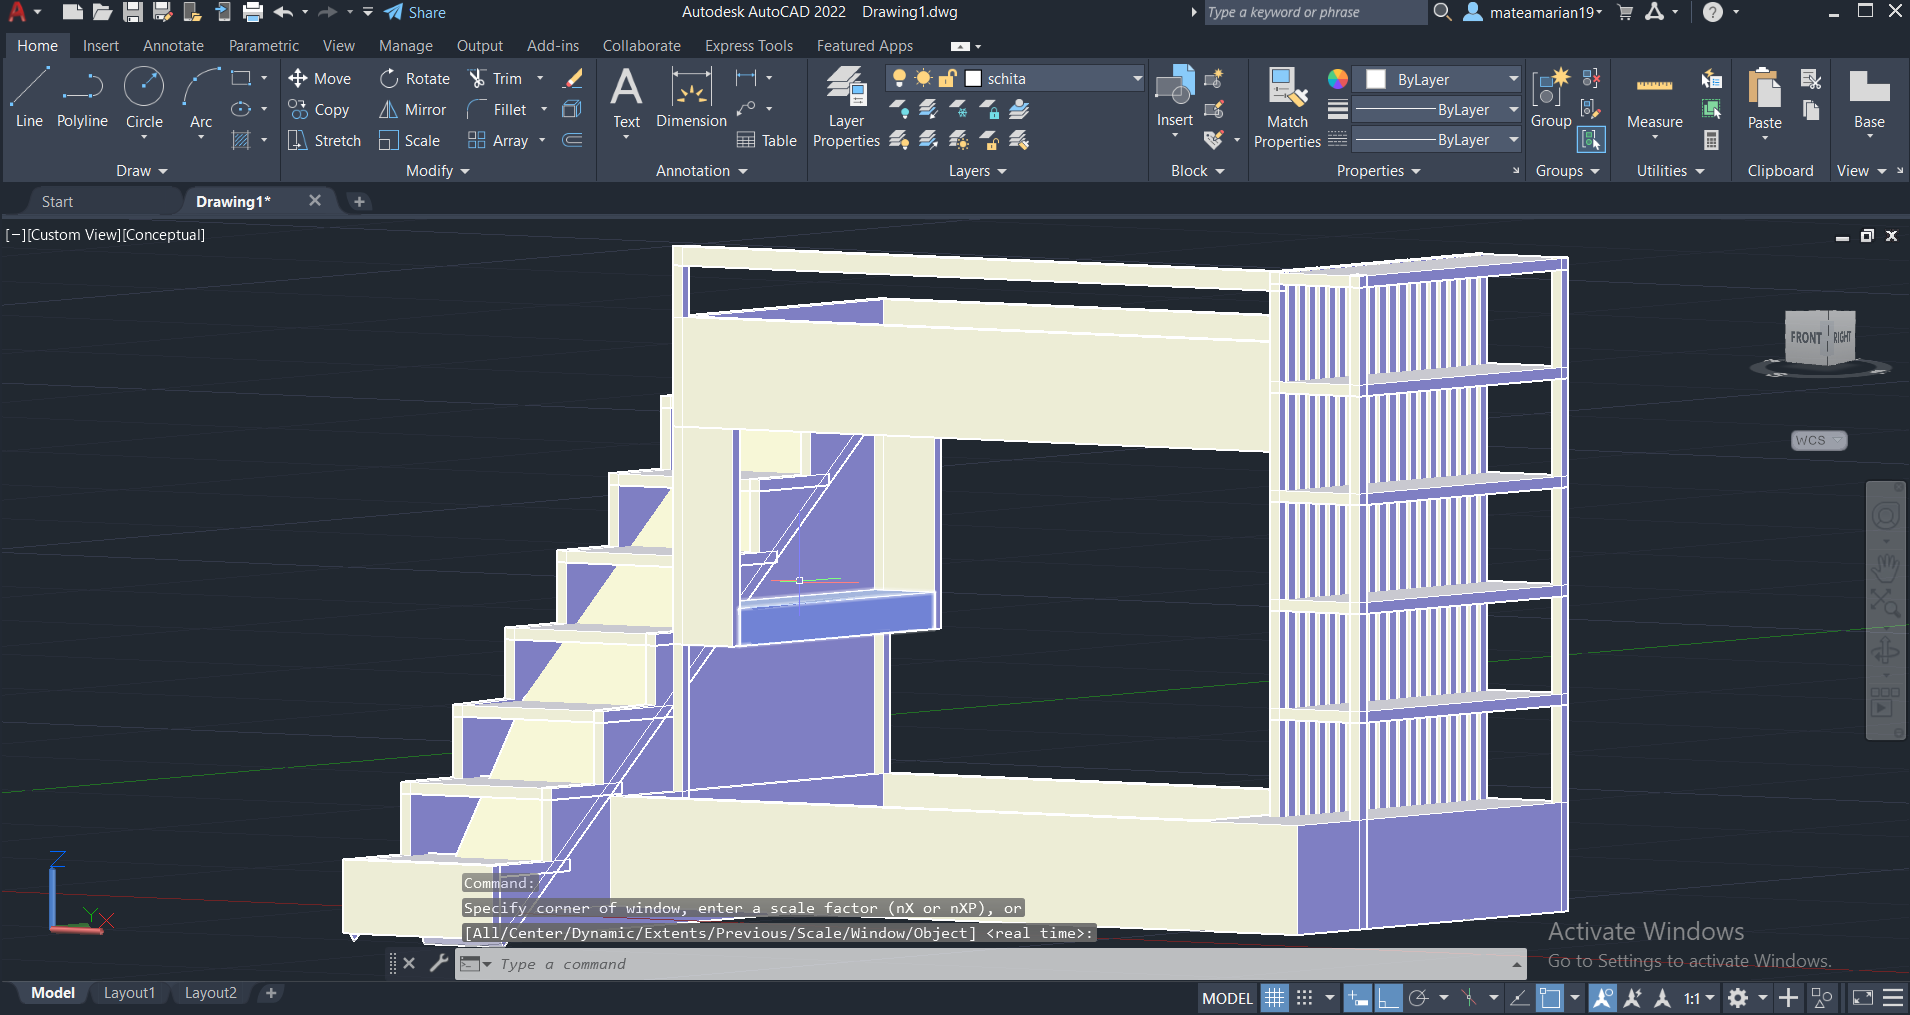 Share
Autodesk AutoCAD 2022 Drawing1.dwg
Type a keyword or phrase
mateamarian19
Home Insert Annotate Parametric View Manage Output Add-ins Collaborate Express Tools Featured Apps
Line
Polyline
Circle
Arc
Draw
Move
Rotate
Trim
Copy
Mirror
Fillet
Stretch
Scale
Array
Modify
Text
Dimension
Table
Annotation
Layer
Properties
schita
Layers
Insert
Block
Match
Properties
ByLayer
ByLayer
ByLayer
Properties
Group
Groups
Measure
Utilities
Paste
Clipboard
Base
View
Start
Drawing1*
[−][Custom View][Conceptual]
FRONT
RIGHT
WCS
Z
Y
X
Command:
Specify corner of window, enter a scale factor (nX or nXP), or
[All/Center/Dynamic/Extents/Previous/Scale/Window/Object] <real time>:
Type a command
Activate Windows
Go to Settings to activate Windows.
Model
Layout1
Layout2
MODEL
1:1